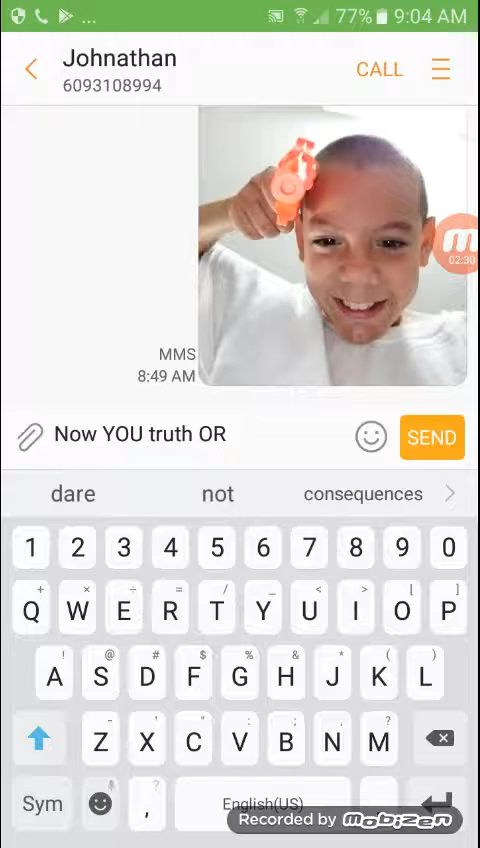 ... 77% 9:04 AM
Johnathan
6093108994
CALL
02:30
MMS
8:49 AM
Now YOU truth OR
SEND
dare not consequences
1 2 3 4 5 6 7 8 9 0
+ × ÷ = / _ < > [ ]
Q W E R T Y U I O P
! @ # $ % ^ & * ( )
A S D F G H J K L
- ' " : ; , ?
Z X C V B N M
Sym , ? English(US)
Recorded by mobizen